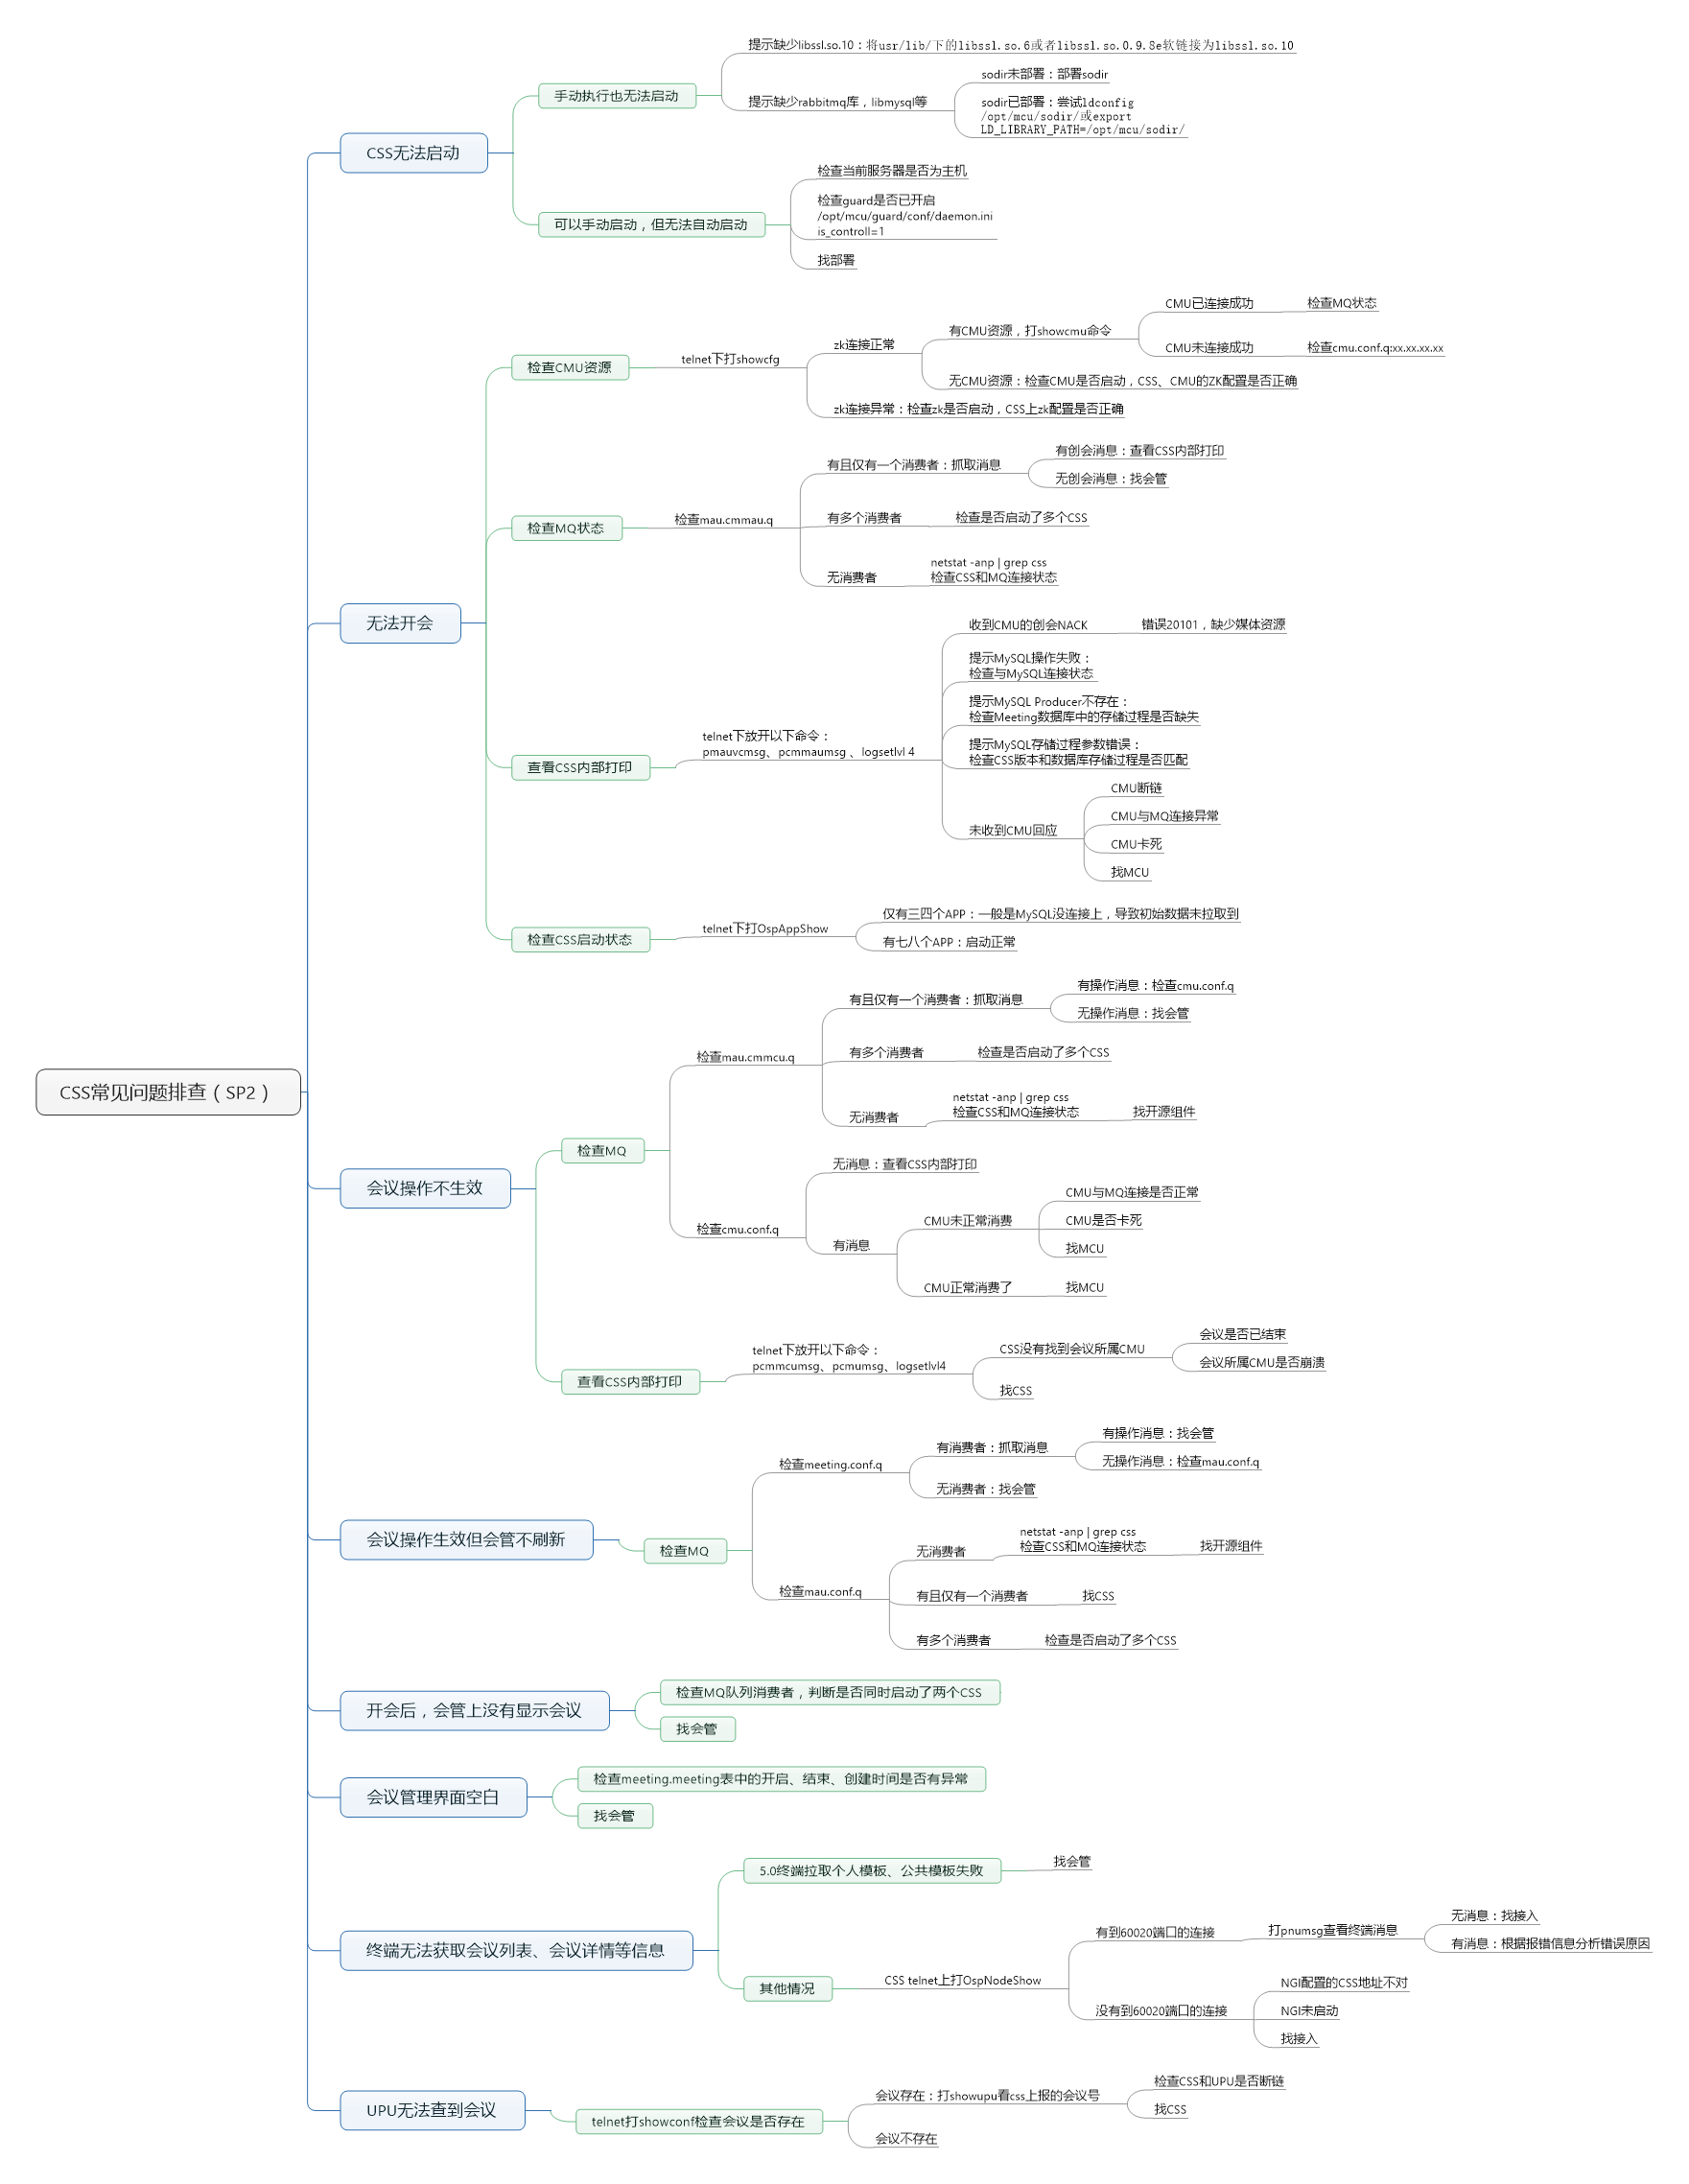 CSS常见问题排查（SP2）
CSS无法启动
手动执行也无法启动
提示缺少libssl.so.10：将usr/lib/下的libssl.so.6或者libssl.so.0.9.8e软链接为libssl.so.10
提示缺少rabbitmq库，libmysql等
sodir未部署：部署sodir
sodir已部署：尝试ldconfig
/opt/mcu/sodir/或export
LD_LIBRARY_PATH=/opt/mcu/sodir/
可以手动启动，但无法自动启动
检查当前服务器是否为主机
检查guard是否已开启
/opt/mcu/guard/conf/daemon.ini
is_controll=1
找部署
无法开会
检查CMU资源
telnet下打showcfg
zk连接正常
有CMU资源，打showcmu命令
CMU已连接成功
检查MQ状态
CMU未连接成功
检查cmu.conf.q:xx.xx.xx.xx
无CMU资源：检查CMU是否启动，CSS、CMU的ZK配置是否正确
zk连接异常：检查zk是否启动，CSS上zk配置是否正确
检查MQ状态
检查mau.cmmau.q
有且仅有一个消费者：抓取消息
有创会消息：查看CSS内部打印
无创会消息：找会管
有多个消费者
检查是否启动了多个CSS
无消费者
netstat -anp | grep css
检查CSS和MQ连接状态
查看CSS内部打印
telnet下放开以下命令：
pmauvcmsg、pcmmaumsg 、logsetlvl 4
收到CMU的创会NACK
错误20101，缺少媒体资源
提示MySQL操作失败：
检查与MySQL连接状态
提示MySQL Producer不存在：
检查Meeting数据库中的存储过程是否缺失
提示MySQL存储过程参数错误：
检查CSS版本和数据库存储过程是否匹配
未收到CMU回应
CMU断链
CMU与MQ连接异常
CMU卡死
找MCU
检查CSS启动状态
telnet下打OspAppShow
仅有三四个APP：一般是MySQL没连接上，导致初始数据未拉取到
有七八个APP：启动正常
会议操作不生效
检查MQ
检查mau.cmmcu.q
有且仅有一个消费者：抓取消息
有操作消息：检查cmu.conf.q
无操作消息：找会管
有多个消费者
检查是否启动了多个CSS
无消费者
netstat -anp | grep css
检查CSS和MQ连接状态
找开源组件
检查cmu.conf.q
无消息：查看CSS内部打印
有消息
CMU未正常消费
CMU与MQ连接是否正常
CMU是否卡死
找MCU
CMU正常消费了
找MCU
查看CSS内部打印
telnet下放开以下命令：
pcmmcumsg、pcmumsg、logsetlvl4
CSS没有找到会议所属CMU
会议是否已结束
会议所属CMU是否崩溃
找CSS
会议操作生效但会管不刷新
检查MQ
检查meeting.conf.q
有消费者：抓取消息
有操作消息：找会管
无操作消息：检查mau.conf.q
无消费者：找会管
检查mau.conf.q
无消费者
netstat -anp | grep css
检查CSS和MQ连接状态
找开源组件
有且仅有一个消费者
找CSS
有多个消费者
检查是否启动了多个CSS
开会后，会管上没有显示会议
检查MQ队列消费者，判断是否同时启动了两个CSS
找会管
会议管理界面空白
检查meeting.meeting表中的开启、结束、创建时间是否有异常
找会管
终端无法获取会议列表、会议详情等信息
5.0终端拉取个人模板、公共模板失败
找会管
其他情况
CSS telnet上打OspNodeShow
有到60020端口的连接
打pnumsg查看终端消息
无消息：找接入
有消息：根据报错信息分析错误原因
没有到60020端口的连接
NGI配置的CSS地址不对
NGI未启动
找接入
UPU无法查到会议
telnet打showconf检查会议是否存在
会议存在：打showupu看css上报的会议号
检查CSS和UPU是否断链
找CSS
会议不存在